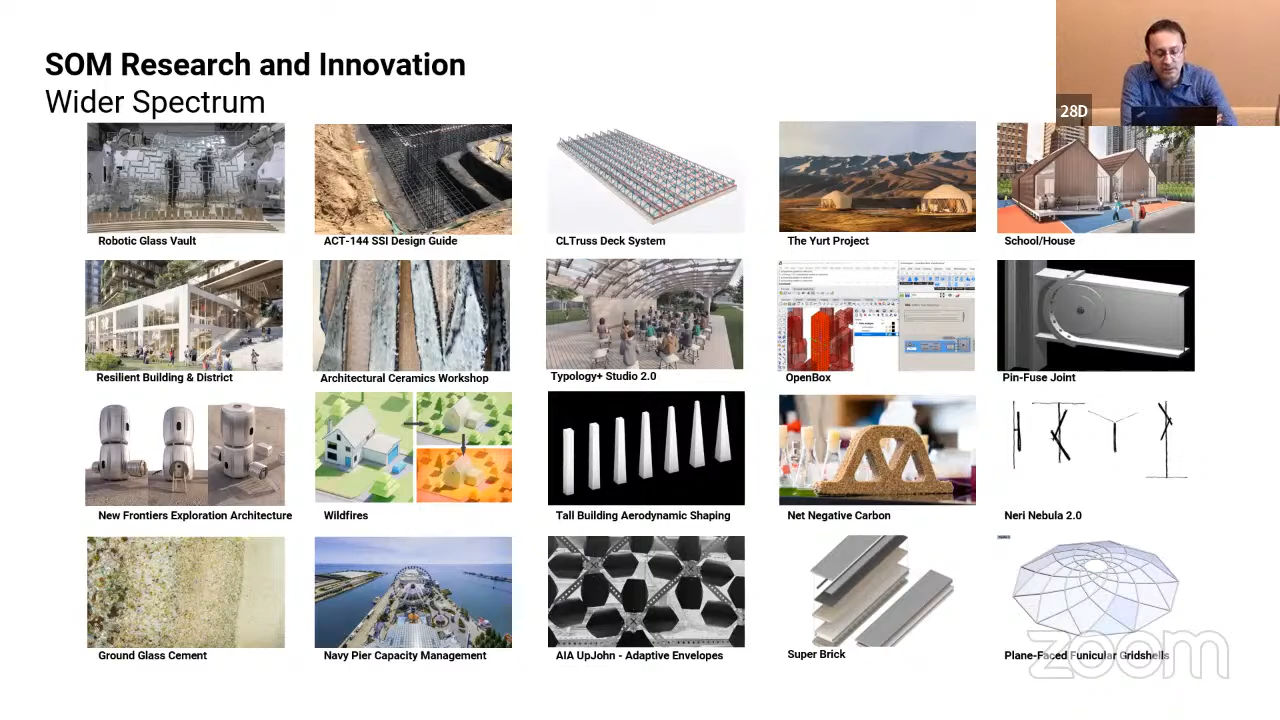 SOM Research and Innovation
Wider Spectrum
28D
Robotic Glass Vault
ACT-144 SSI Design Guide
CLTruss Deck System
The Yurt Project
School/House
Resilient Building & District
Architectural Ceramics Workshop
Typology+ Studio 2.0
OpenBox
Pin-Fuse Joint
New Frontiers Exploration Architecture
Wildfires
Tall Building Aerodynamic Shaping
Net Negative Carbon
Neri Nebula 2.0
Ground Glass Cement
Navy Pier Capacity Management
AIA UpJohn - Adaptive Envelopes
Super Brick
Plane-Faced Funicular Gridshells
zoom